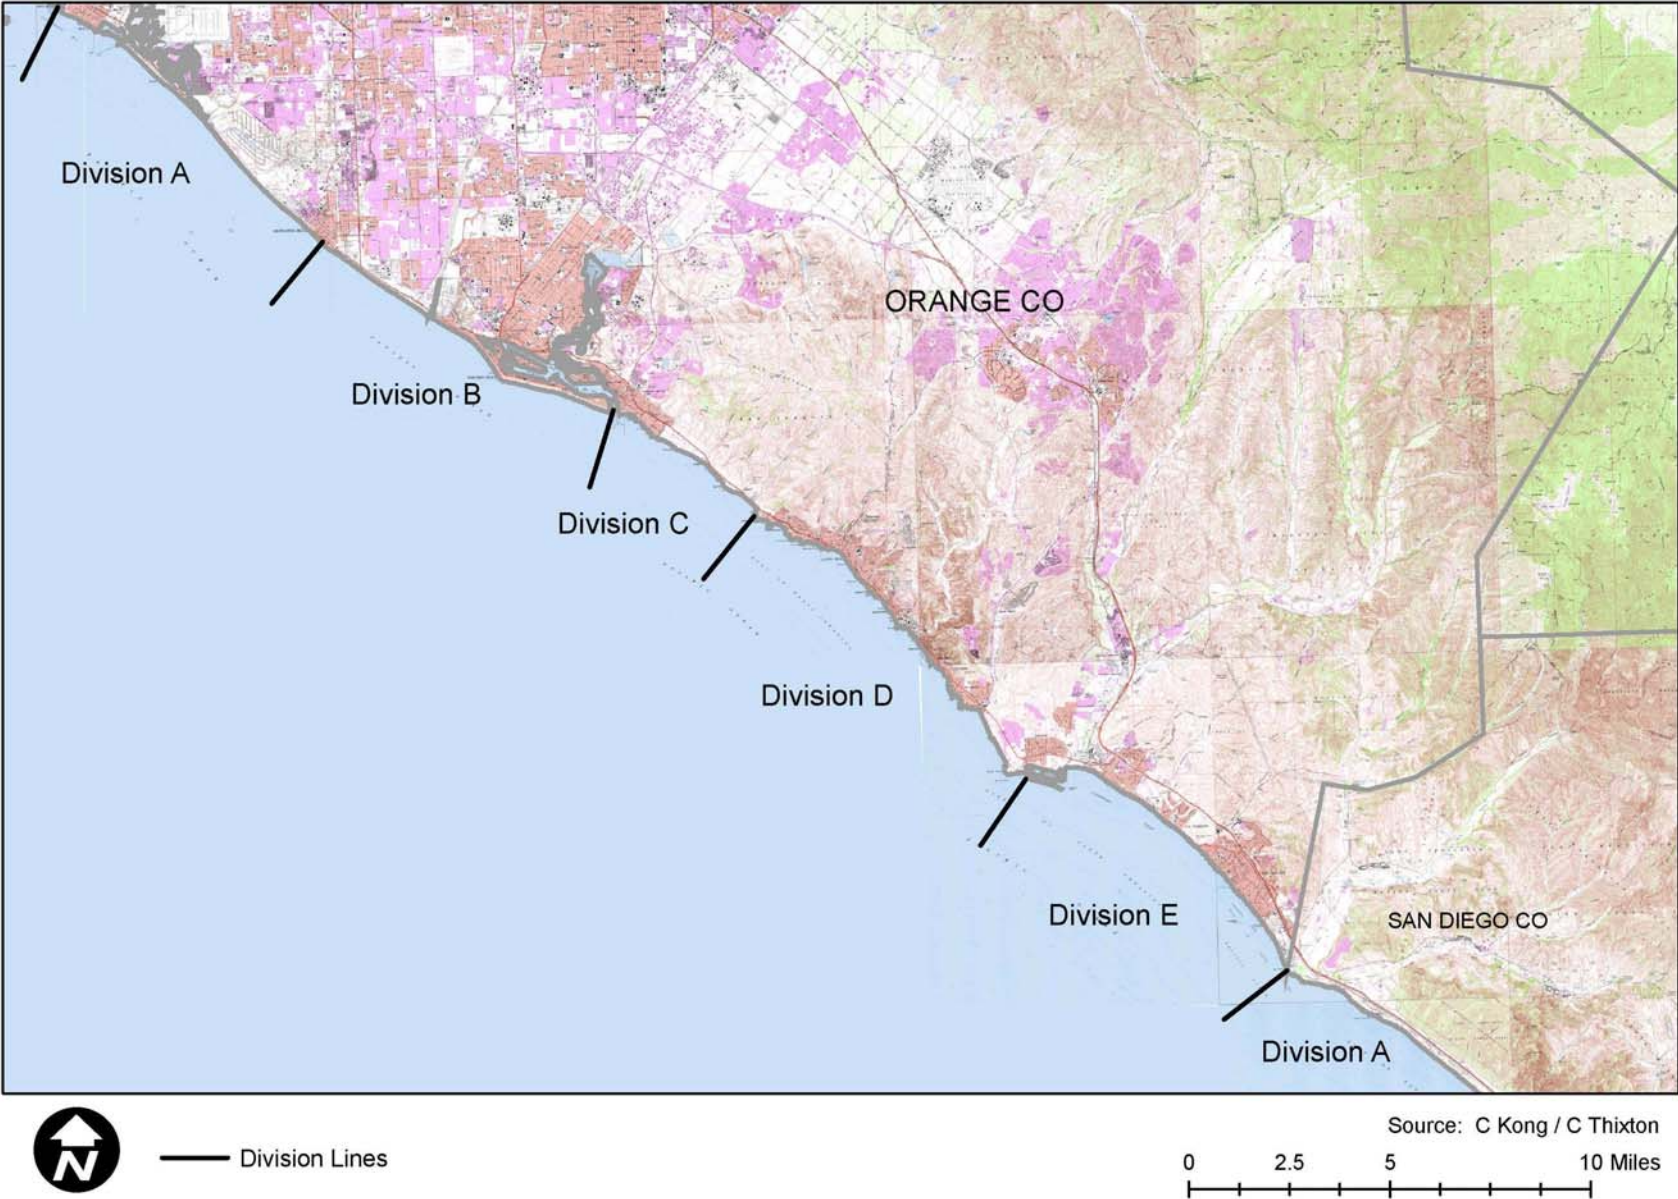 Division A
ORANGE CO
Division B
Division C
Division D
Division E
SAN DIEGO CO
Division A
N
Division Lines
Source: C Kong / C Thixton
0 2.5 5 10 Miles